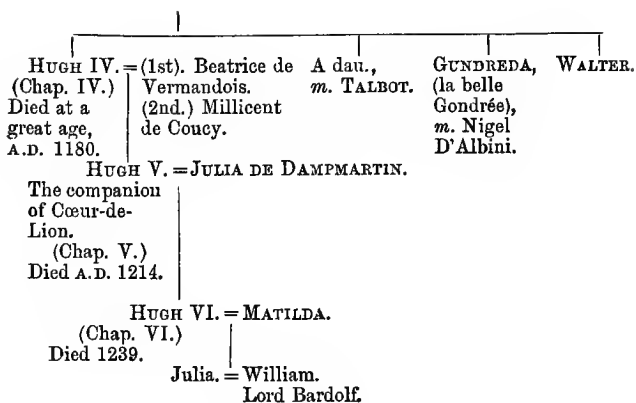 HUGH IV. = (1st). Beatrice de Vermandois. (2nd.) Millicent de Coucy.
(Chap. IV.)
Died at a
great age,
A.D. 1180.
A dau.,
m. TALBOT.
GUNDREDA,
(la belle
Gondrée),
m. Nigel
D'Albini.
WALTER.
HUGH V. = JULIA DE DAMPMARTIN.
The companion
of Cœur-de-
Lion.
(Chap. V.)
Died A.D. 1214.
HUGH VI. = MATILDA.
(Chap. VI.)
Died 1239.
Julia. = William.
Lord Bardolf.